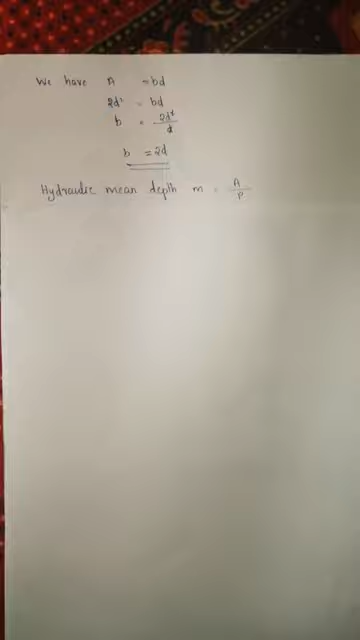 We have A = bd
2d² = bd
b = 2d²/d
b = 2d
Hydraulic mean depth m = A/P